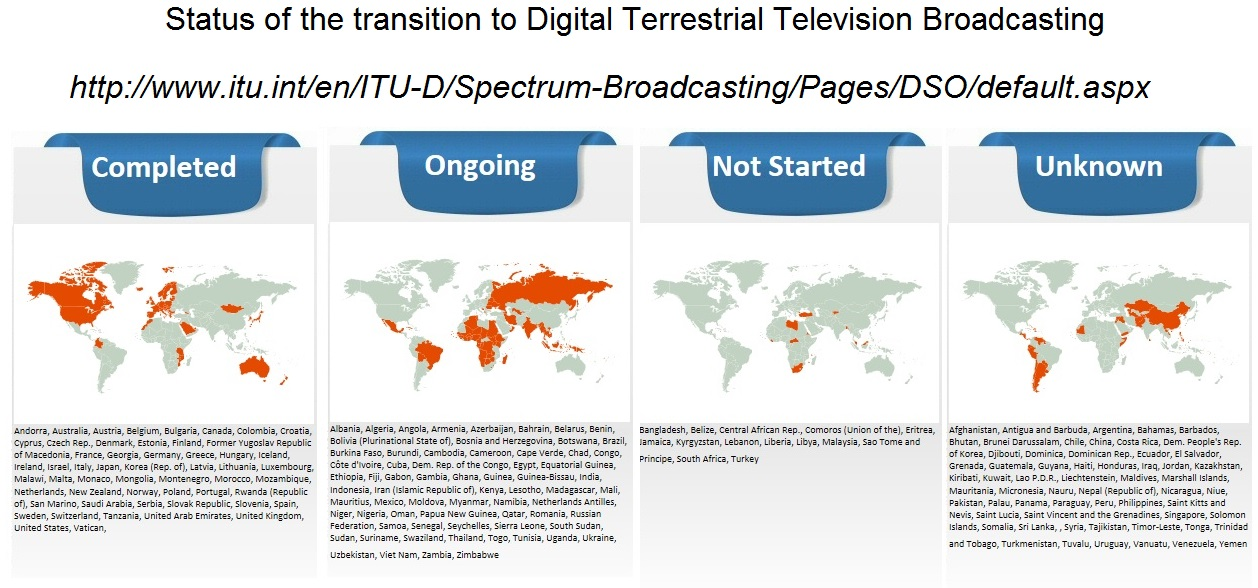 Status of the transition to Digital Terrestrial Television Broadcasting
http://www.itu.int/en/ITU-D/Spectrum-Broadcasting/Pages/DSO/default.aspx
Completed
Andorra, Australia, Austria, Belgium, Bulgaria, Canada, Colombia, Croatia,
Cyprus, Czech Rep., Denmark, Estonia, Finland, Former Yugoslav Republic
of Macedonia, France, Georgia, Germany, Greece, Hungary, Iceland,
Ireland, Israel, Italy, Japan, Korea (Rep. of), Latvia, Lithuania, Luxembourg,
Malawi, Malta, Monaco, Mongolia, Montenegro, Morocco, Mozambique,
Netherlands, New Zealand, Norway, Poland, Portugal, Rwanda (Republic
of), San Marino, Saudi Arabia, Serbia, Slovak Republic, Slovenia, Spain,
Sweden, Switzerland, Tanzania, United Arab Emirates, United Kingdom,
United States, Vatican,
Ongoing
Albania, Algeria, Angola, Armenia, Azerbaijan, Bahrain, Belarus, Benin,
Bolivia (Plurinational State of), Bosnia and Herzegovina, Botswana, Brazil,
Burkina Faso, Burundi, Cambodia, Cameroon, Cape Verde, Chad, Congo,
Côte d'Ivoire, Cuba, Dem. Rep. of the Congo, Egypt, Equatorial Guinea,
Ethiopia, Fiji, Gabon, Gambia, Ghana, Guinea, Guinea-Bissau, India,
Indonesia, Iran (Islamic Republic of), Kenya, Lesotho, Madagascar, Mali,
Mauritius, Mexico, Moldova, Myanmar, Namibia, Netherlands Antilles,
Niger, Nigeria, Oman, Papua New Guinea, Qatar, Romania, Russian
Federation, Samoa, Senegal, Seychelles, Sierra Leone, South Sudan,
Sudan, Suriname, Swaziland, Thailand, Togo, Tunisia, Uganda, Ukraine,
Uzbekistan, Viet Nam, Zambia, Zimbabwe
Not Started
Bangladesh, Belize, Central African Rep., Comoros (Union of the), Eritrea,
Jamaica, Kyrgyzstan, Lebanon, Liberia, Libya, Malaysia, Sao Tome and
Principe, South Africa, Turkey
Unknown
Afghanistan, Antigua and Barbuda, Argentina, Bahamas, Barbados,
Bhutan, Brunei Darussalam, Chile, China, Costa Rica, Dem. People's Rep.
of Korea, Djibouti, Dominica, Dominican Rep., Ecuador, El Salvador,
Grenada, Guatemala, Guyana, Haiti, Honduras, Iraq, Jordan, Kazakhstan,
Kiribati, Kuwait, Lao P.D.R., Liechtenstein, Maldives, Marshall Islands,
Mauritania, Micronesia, Nauru, Nepal (Republic of), Nicaragua, Niue,
Pakistan, Palau, Panama, Paraguay, Peru, Philippines, Saint Kitts and
Nevis, Saint Lucia, Saint Vincent and the Grenadines, Singapore, Solomon
Islands, Somalia, Sri Lanka, , Syria, Tajikistan, Timor-Leste, Tonga, Trinidad
and Tobago, Turkmenistan, Tuvalu, Uruguay, Vanuatu, Venezuela, Yemen